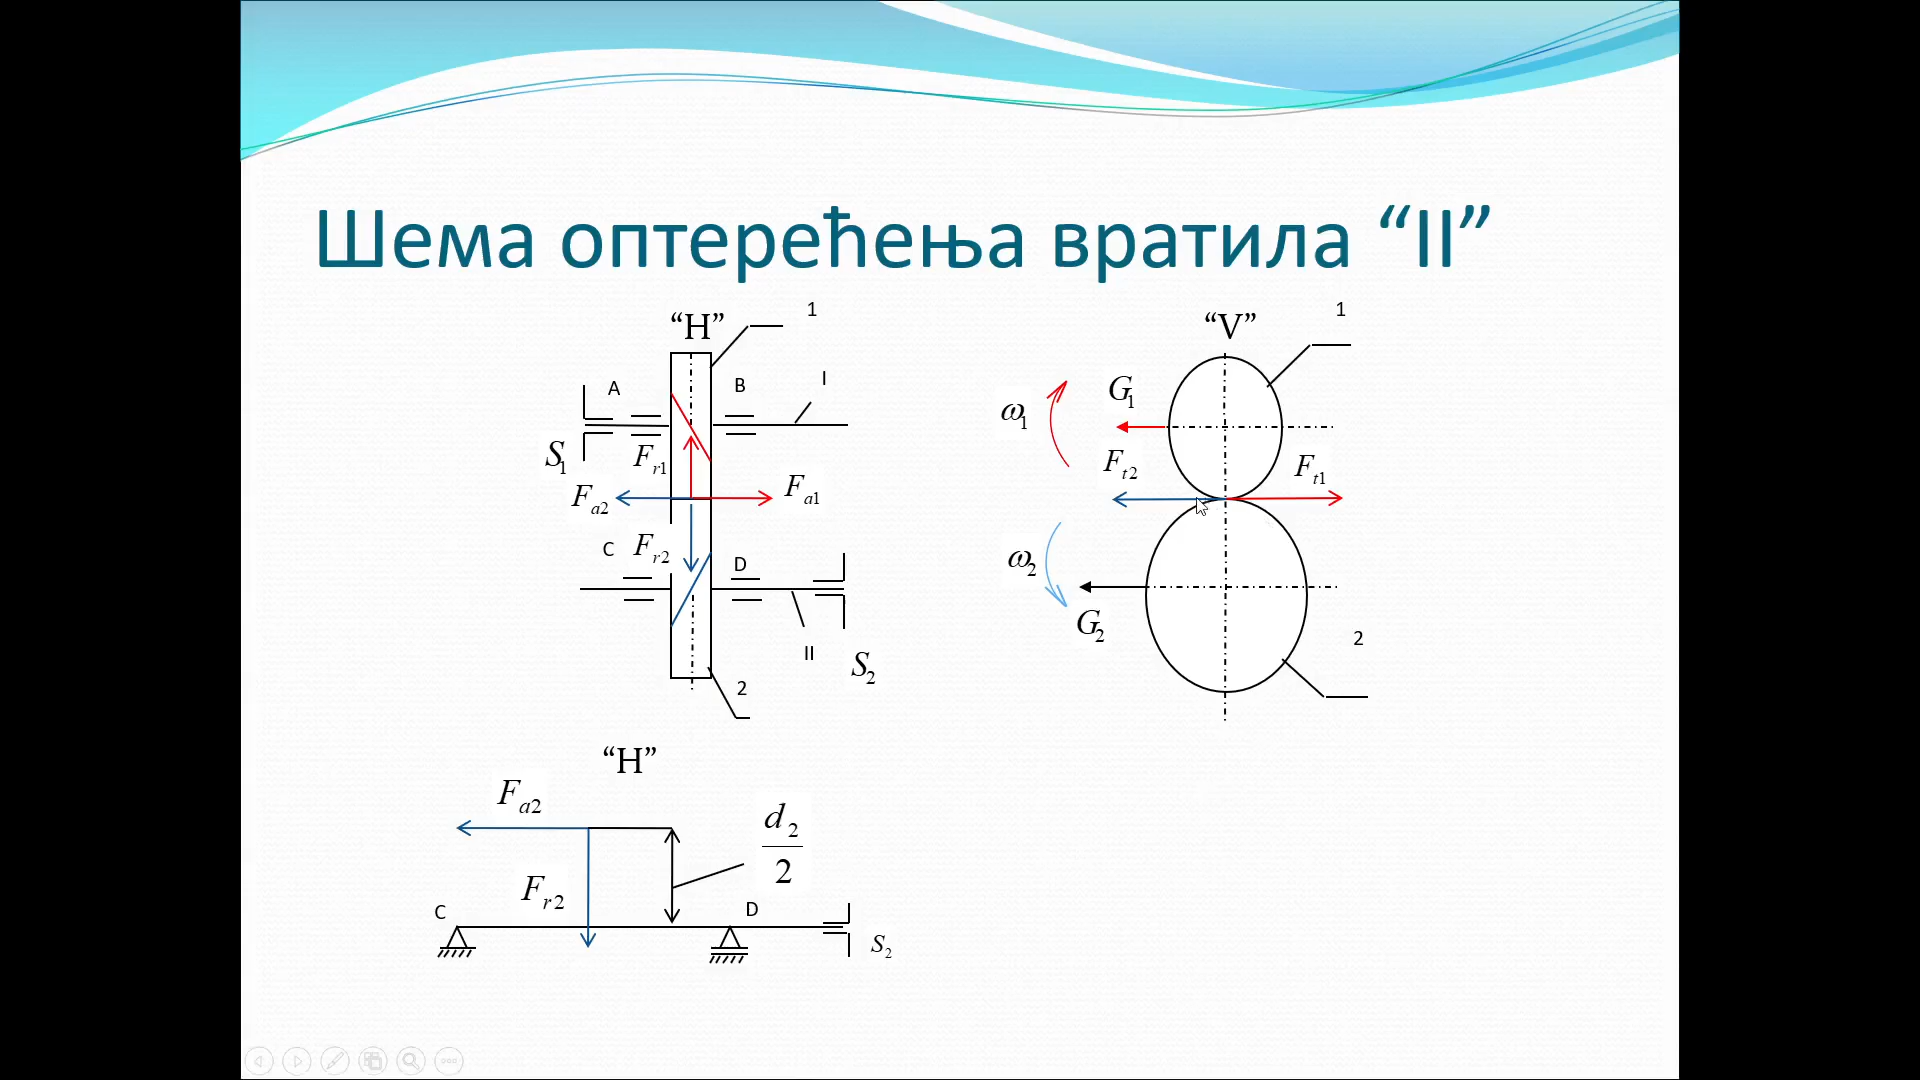 Шема оптерећења вратила “II”
“H”
1
A
B
I
S1
Fr1
Fa2
Fa1
C
Fr2
D
II
S2
2
“V”
1
ω1
G1
Ft2
Ft1
ω2
G2
2
“H”
Fa2
d2
2
Fr2
C
D
S2